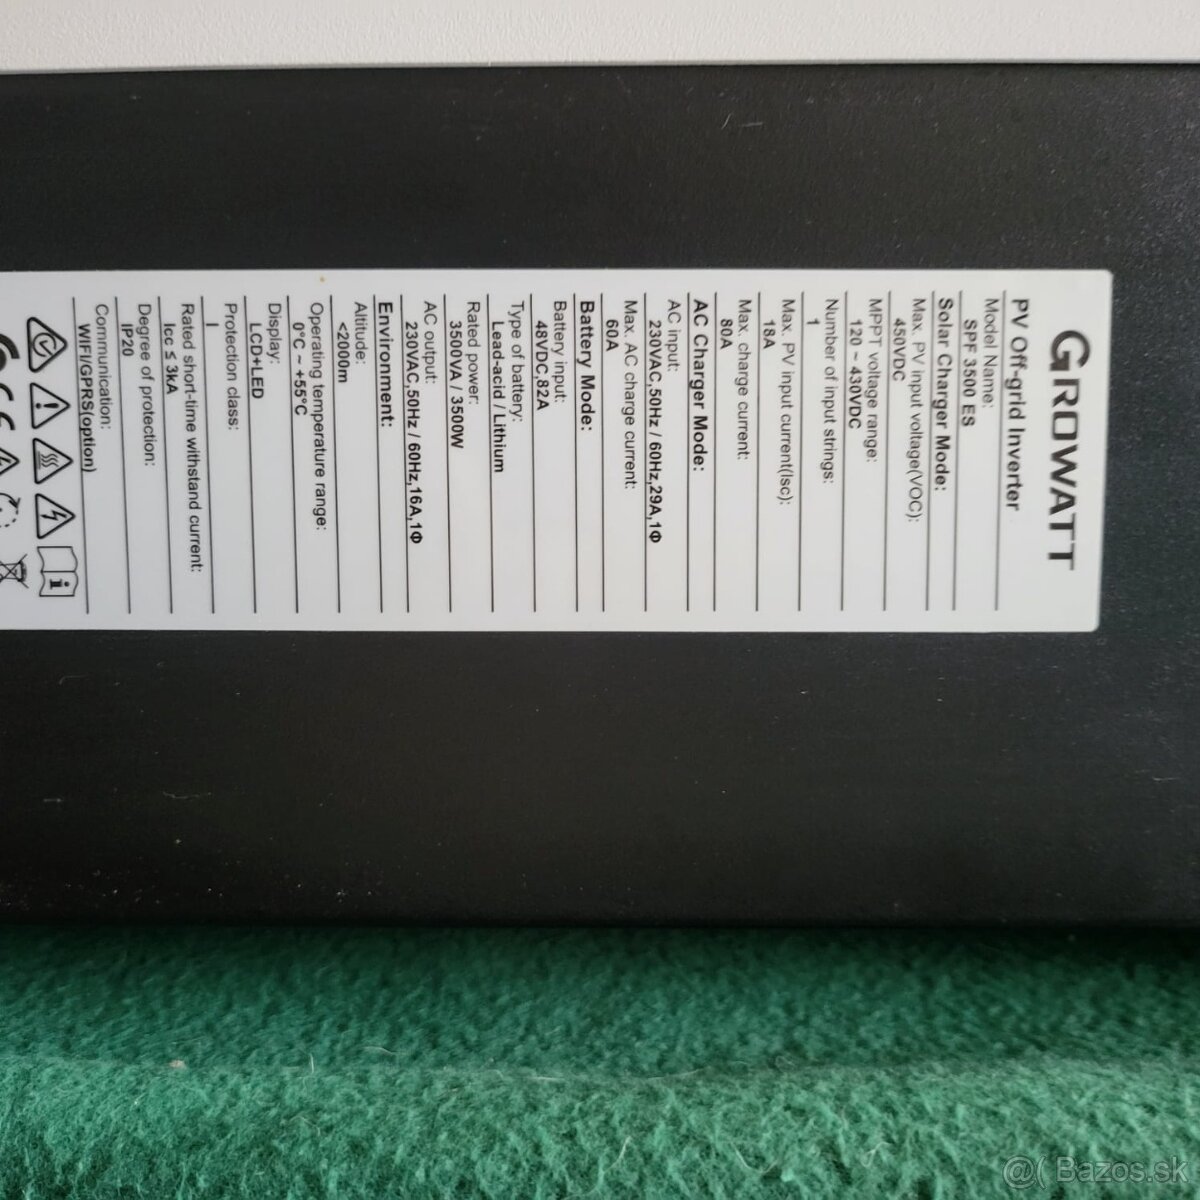 GROWATT
PV Off-grid Inverter
Model Name:
SPF 3500 ES
Solar Charger Mode:
Max. PV input voltage(VOC):
450VDC
MPPT voltage range:
120 ~ 430VDC
Number of input strings:
1
Max. PV input current(Isc):
18A
Max. charge current:
80A
AC Charger Mode:
AC input:
230VAC,50Hz / 60Hz,29A,1Φ
Max. AC charge current:
60A
Battery Mode:
Battery input:
48VDC,82A
Type of battery:
Lead-acid / Lithium
Rated power:
3500VA / 3500W
AC output:
230VAC,50Hz / 60Hz,16A,1Φ
Environment:
Altitude:
<2000m
Operating temperature range:
0°C ~ +55°C
Display:
LCD+LED
Protection class:
I
Rated short-time withstand current:
Icc ≤ 3kA
Degree of protection:
IP20
Communication:
WIFI/GPRS(option)
CE
@( Bazos.sk